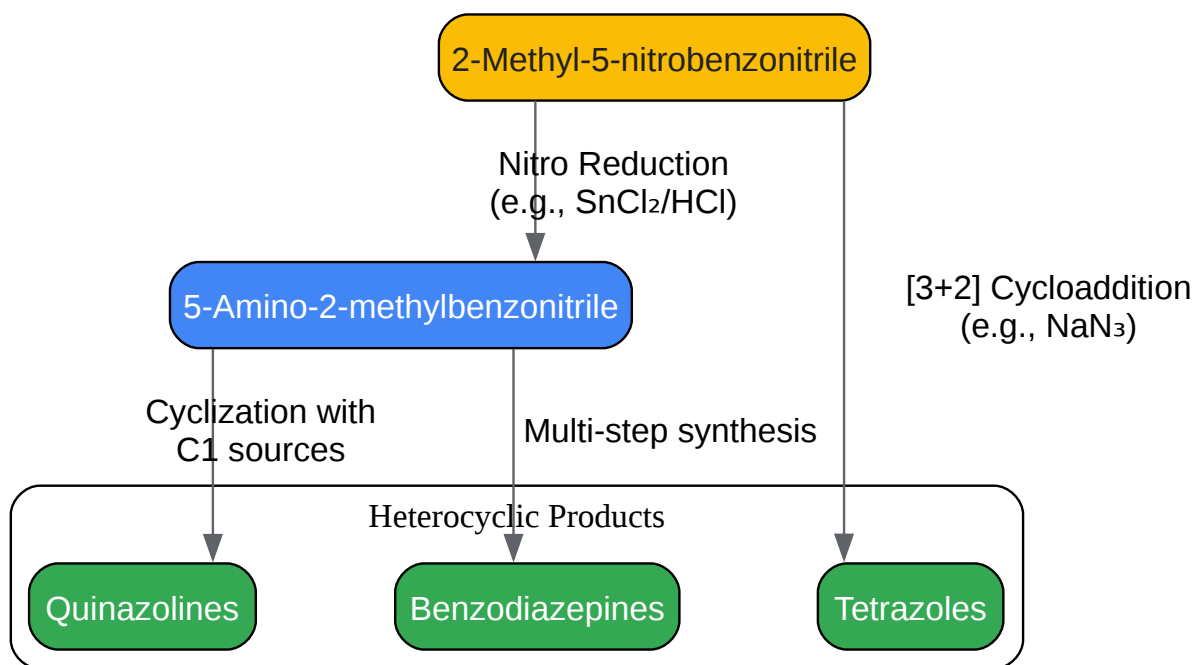 2-Methyl-5-nitrobenzonitrile
Nitro Reduction
(e.g., SnCl₂/HCl)
[3+2] Cycloaddition
(e.g., NaN₃)
5-Amino-2-methylbenzonitrile
Cyclization with
C1 sources
Multi-step synthesis
Heterocyclic Products
Quinazolines
Benzodiazepines
Tetrazoles